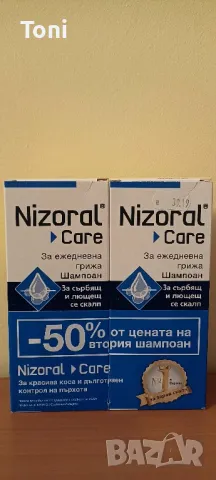 Toni
Nizoral®
Care
За ежедневна
грижа
Шампоан
За сърбящ
и лющещ
се скалп
Nizoral®
Care
За ежедневна
грижа
Шампоан
За сърбящ
и лющещ
се скалп
-50% от цената на
втория шампоан
Nizoral Care
За красива коса и дълготраен
контрол на пърхота
№1
BAZAR